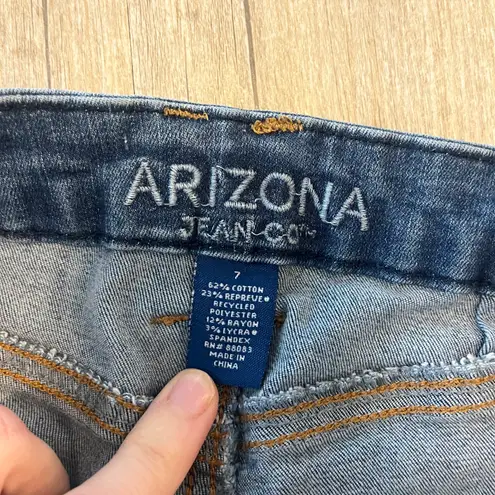 ARIZONA
JEAN CO™
7
62% COTTON
23% REPREVE®
RECYCLED
POLYESTER
12% RAYON
3% LYCRA®
SPANDEX
RN# 88083
MADE IN
CHINA